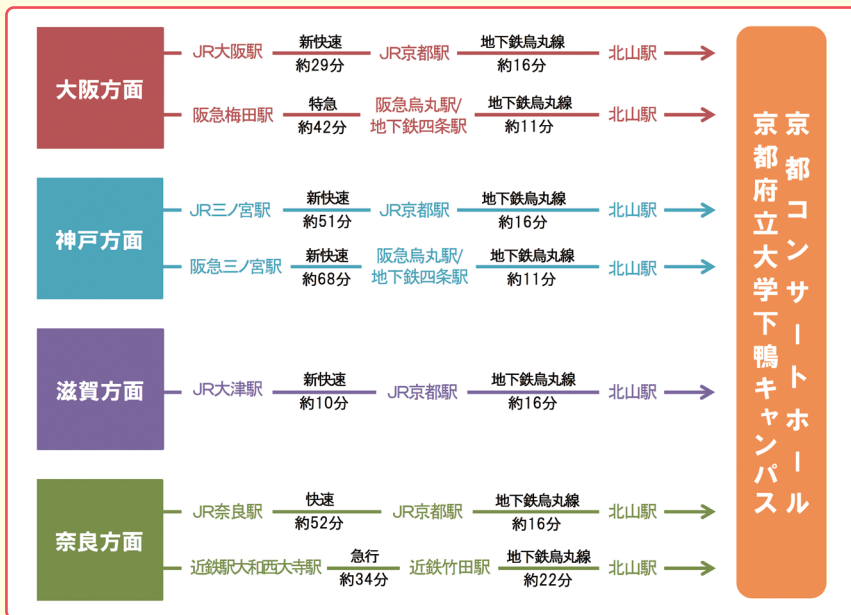 大阪方面
JR大阪駅 新快速 約29分 JR京都駅 地下鉄烏丸線 約16分 北山駅
阪急梅田駅 特急 約42分 阪急烏丸駅/
地下鉄四条駅 地下鉄烏丸線 約11分 北山駅
神戸方面
JR三ノ宮駅 新快速 約51分 JR京都駅 地下鉄烏丸線 約16分 北山駅
阪急三ノ宮駅 新快速 約68分 阪急烏丸駅/
地下鉄四条駅 地下鉄烏丸線 約11分 北山駅
滋賀方面
JR大津駅 新快速 約10分 JR京都駅 地下鉄烏丸線 約16分 北山駅
奈良方面
JR奈良駅 快速 約52分 JR京都駅 地下鉄烏丸線 約16分 北山駅
近鉄駅大和西大寺駅 急行 約34分 近鉄竹田駅 地下鉄烏丸線 約22分 北山駅
京都コンサートホール
京都府立大学下鴨キャンパス